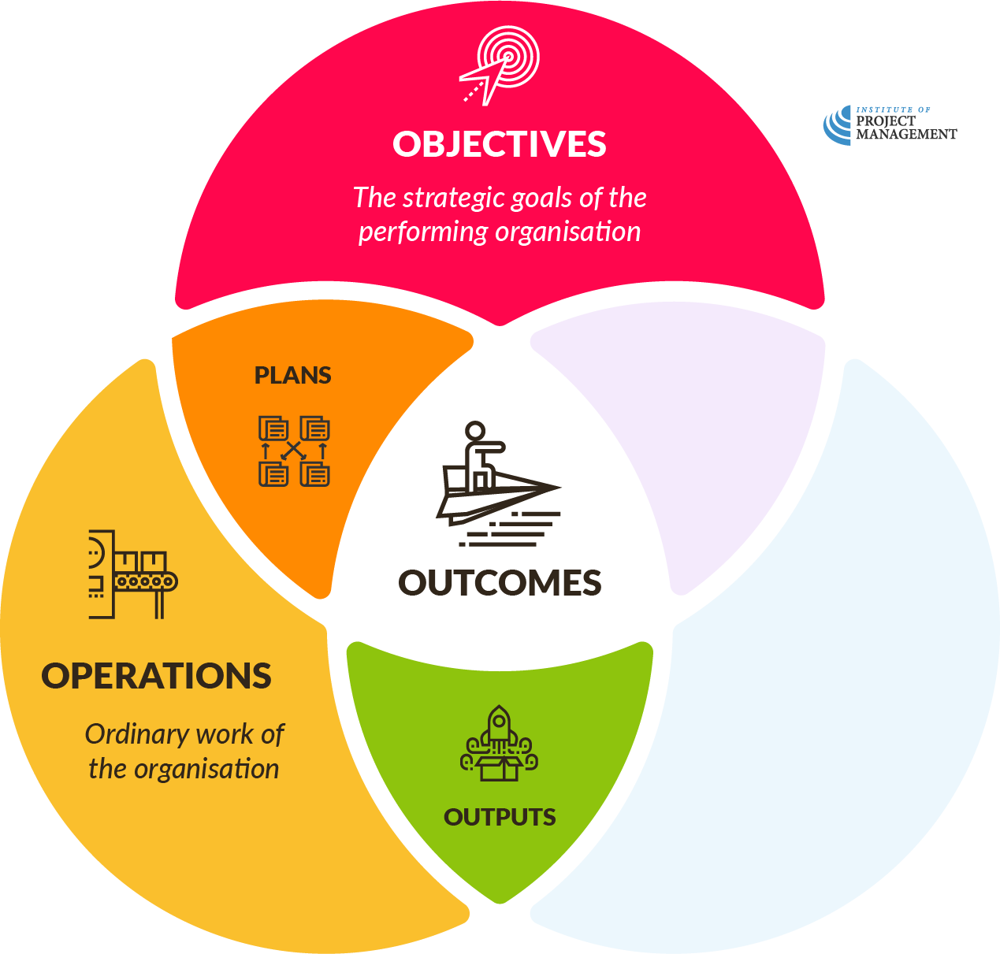 INSTITUTE OF
PROJECT
MANAGEMENT
OBJECTIVES
The strategic goals of the
performing organisation
PLANS
OUTCOMES
OPERATIONS
Ordinary work of
the organisation
OUTPUTS